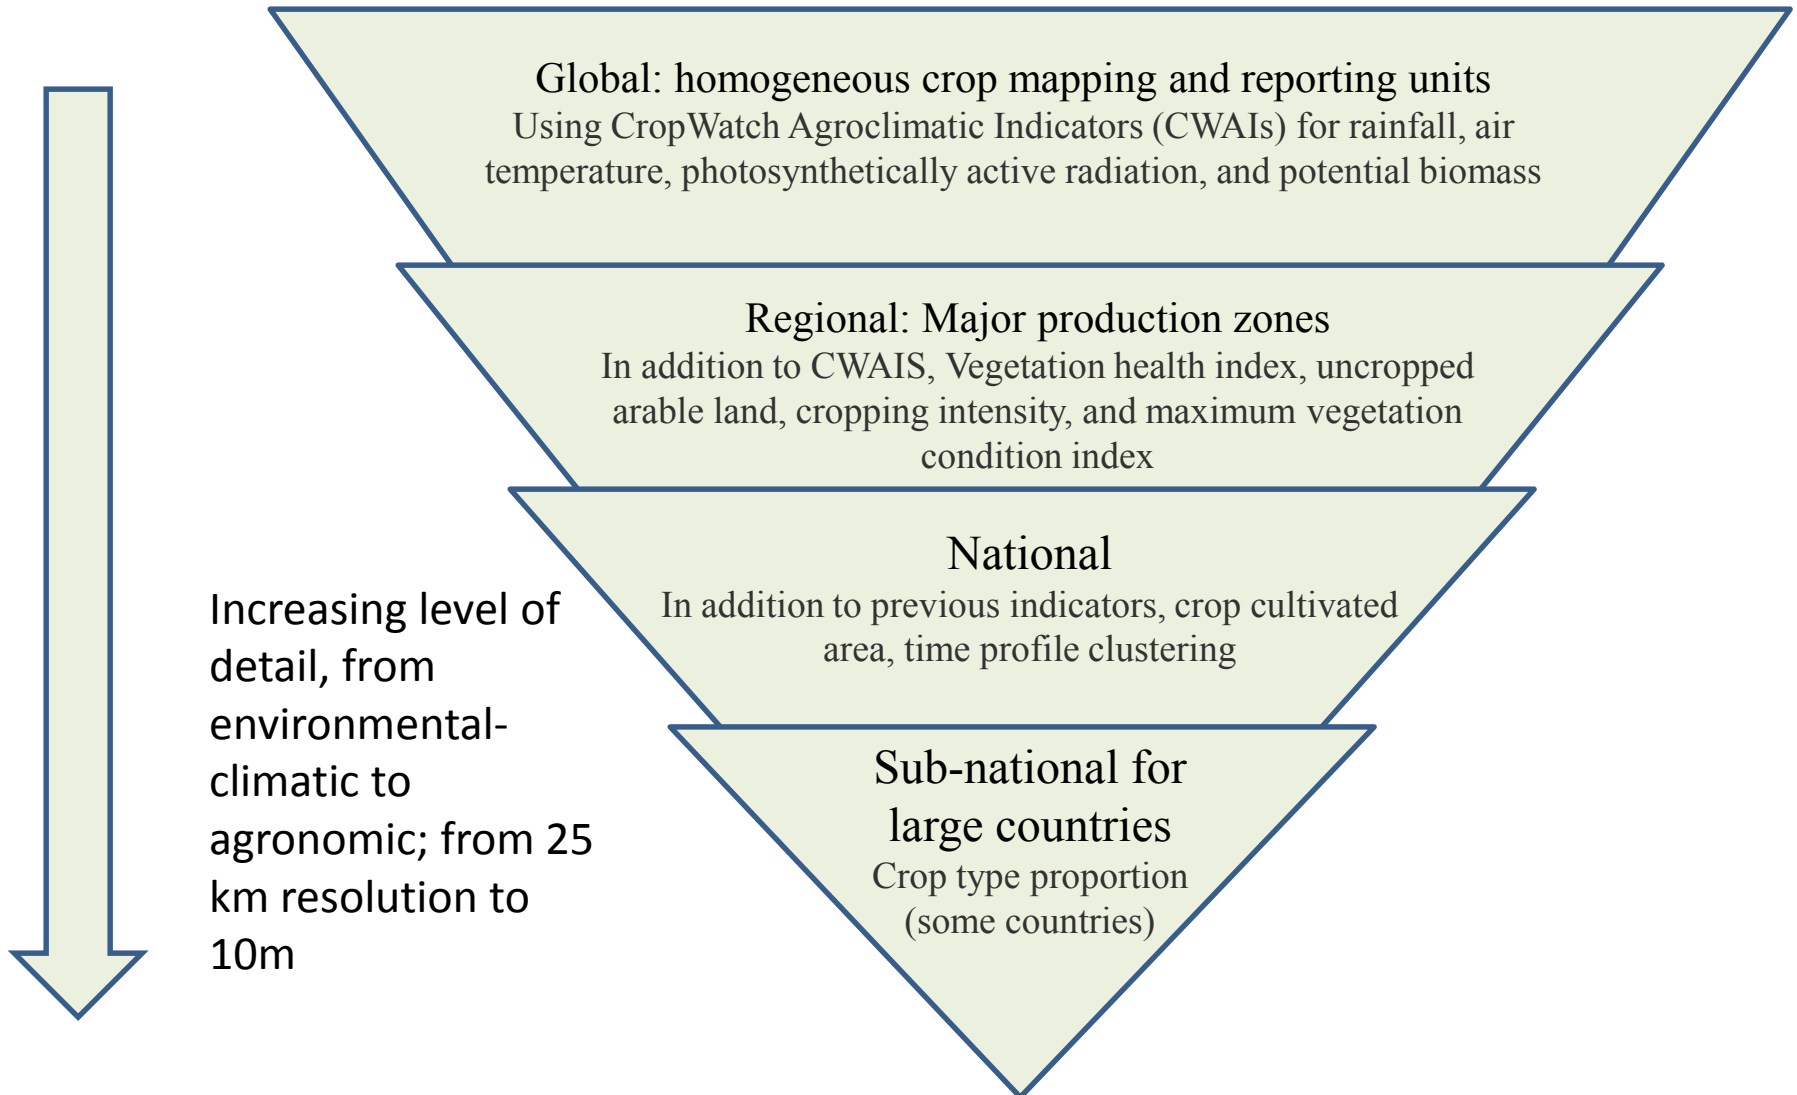 Global: homogeneous crop mapping and reporting units
Using CropWatch Agroclimatic Indicators (CWAIs) for rainfall, air
temperature, photosynthetically active radiation, and potential biomass
Regional: Major production zones
In addition to CWAIS, Vegetation health index, uncropped
arable land, cropping intensity, and maximum vegetation
condition index
National
In addition to previous indicators, crop cultivated
area, time profile clustering
Sub-national for
large countries
Crop type proportion
(some countries)
Increasing level of
detail, from
environmental-
climatic to
agronomic; from 25
km resolution to
10m